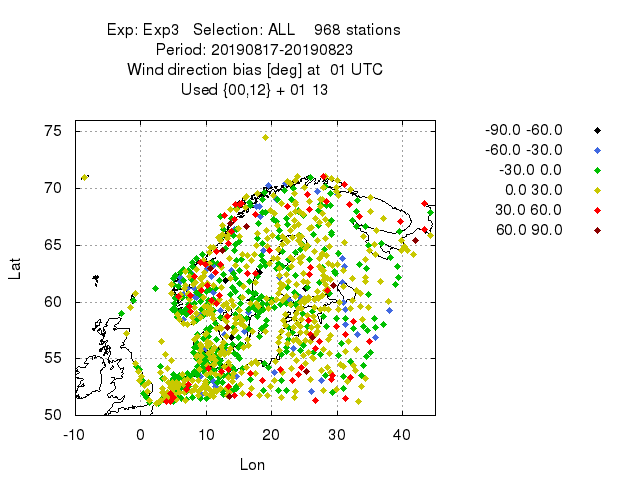 Exp: Exp3 Selection: ALL 968 stations
Period: 20190817-20190823
Wind direction bias [deg] at 01 UTC
Used {00,12} + 01 13
-90.0 -60.0
-60.0 -30.0
-30.0 0.0
0.0 30.0
30.0 60.0
60.0 90.0
75
70
65
60
55
50
Lat
-10 0 10 20 30 40
Lon